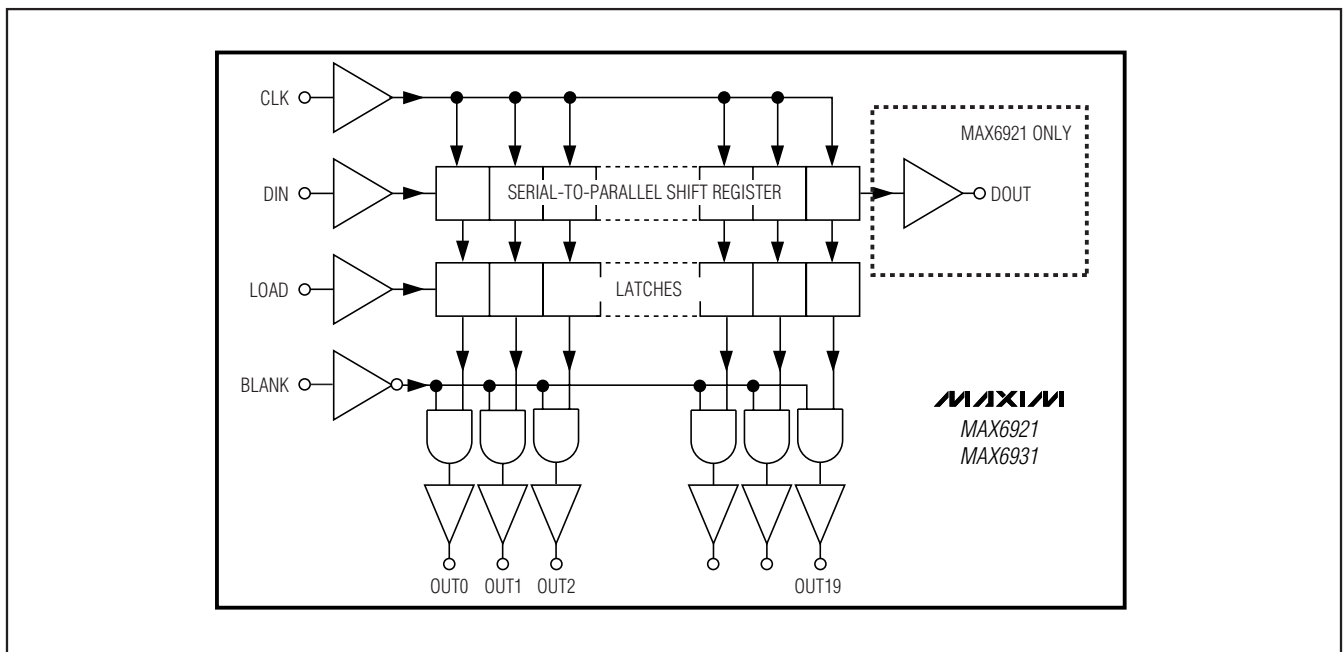 CLK
MAX6921 ONLY
DIN
SERIAL-TO-PARALLEL SHIFT REGISTER
DOUT
LOAD
LATCHES
BLANK
MAXIM
MAX6921
MAX6931
OUT0 OUT1 OUT2 OUT19